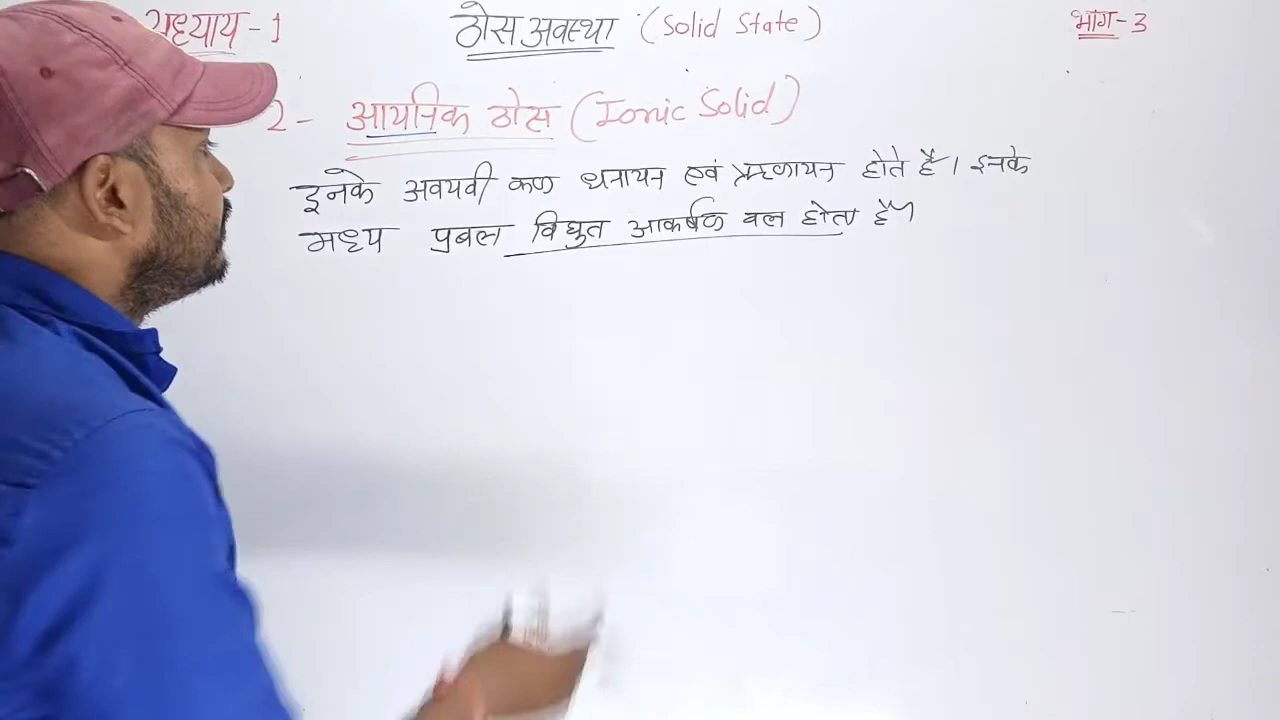 अध्याय - 1 ठोस अवस्था (Solid State) भाग - 3
2 - आयनिक ठोस (Ionic Solid)
इनके अवयवी कण धनायन एवं ऋणायन होते है। इनके
मध्य प्रबल विद्युत आकर्षण बल होता है।